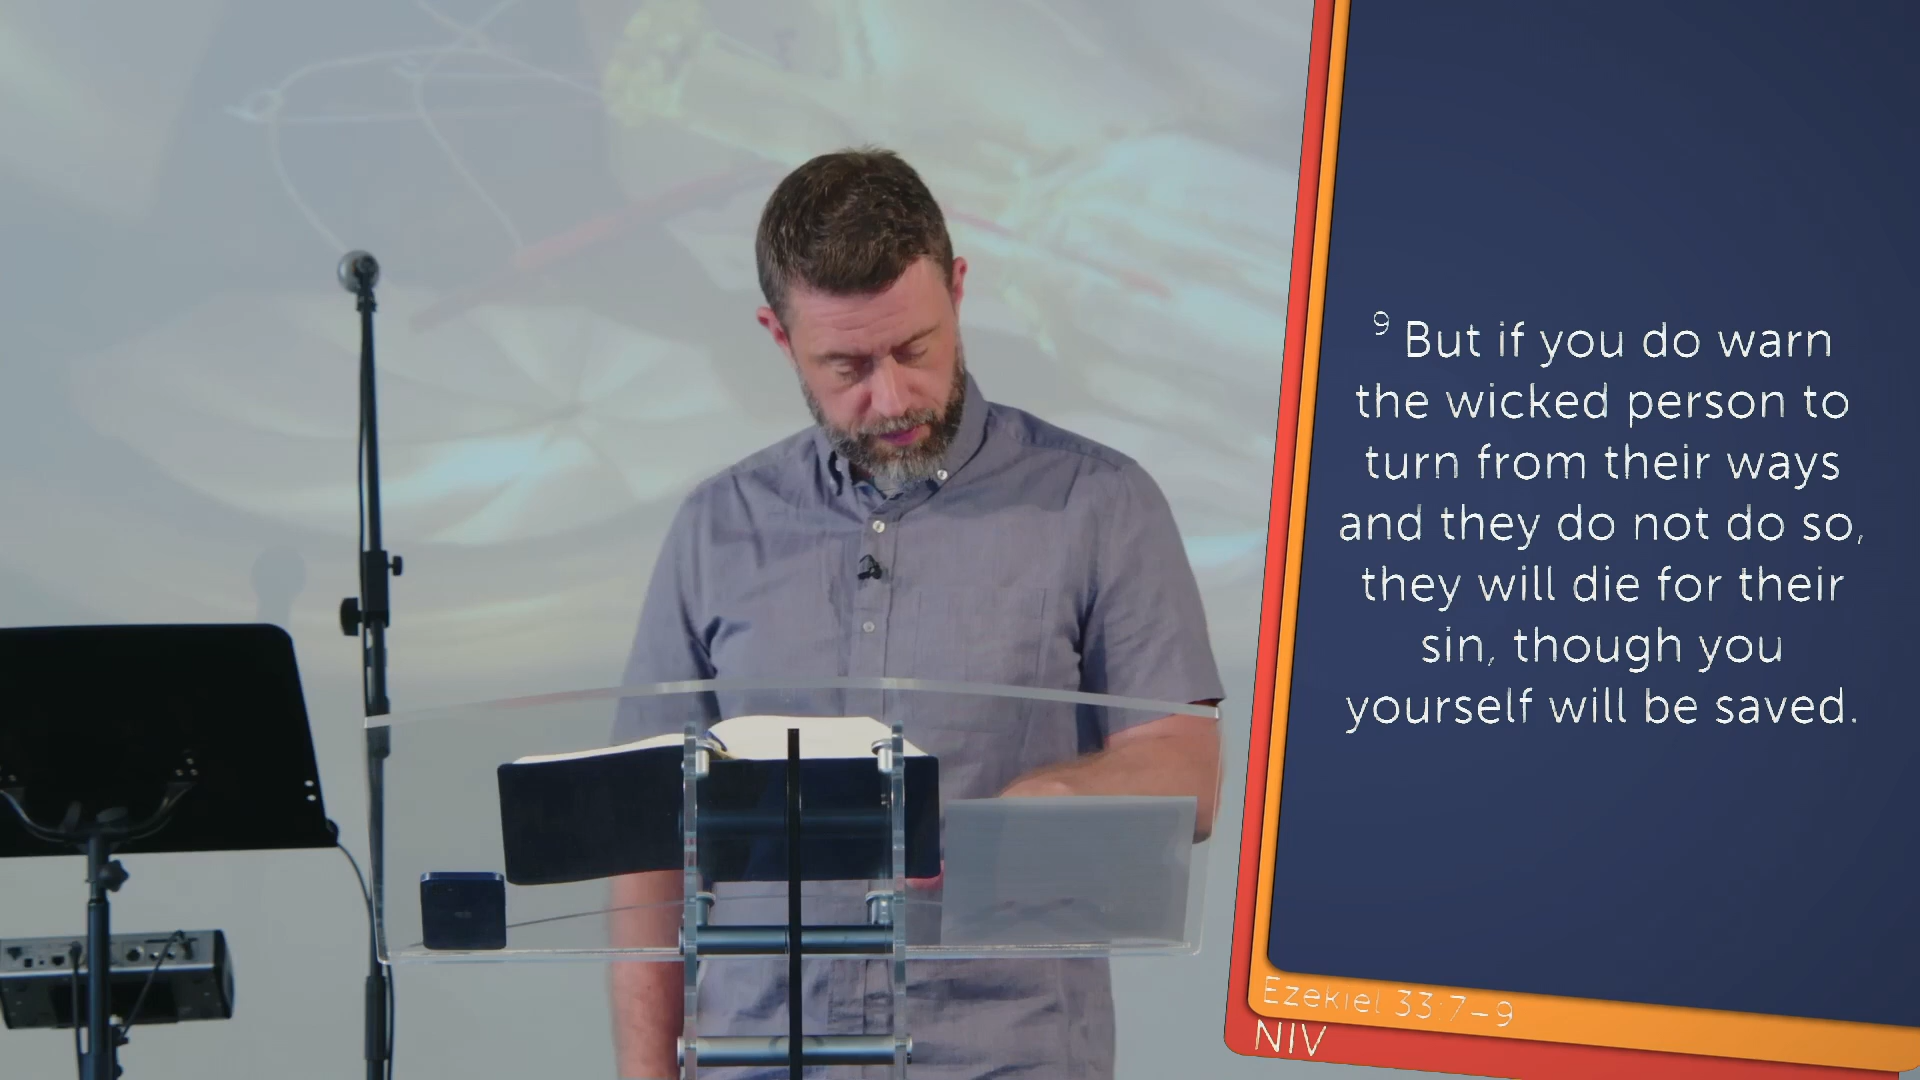 9 But if you do warn
the wicked person to
turn from their ways
and they do not do so,
they will die for their
sin, though you
yourself will be saved.
Ezekiel 33:7–9
NIV